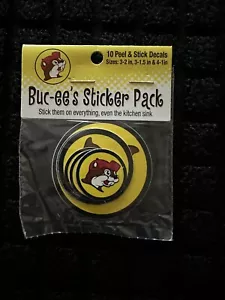 10 Peel & Stick Decals
Sizes: 3-2 in, 3-1.5 in & 4-1in
Buc-ee's Sticker Pack
Stick them on everything, even the kitchen sink